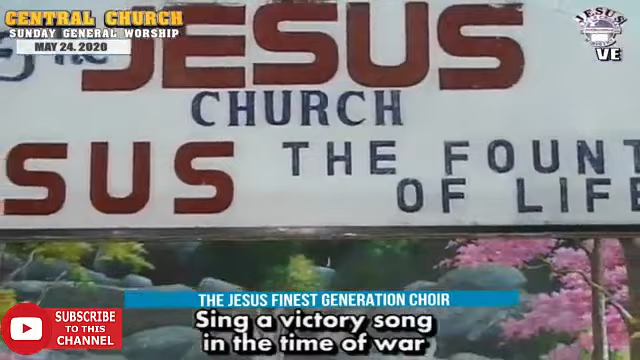 CENTRAL CHURCH
SUNDAY GENERAL WORSHIP
MAY 24, 2020
JESUS
VE
The JESUS
CHURCH
SUS THE FOUNT
OF LIFE
THE JESUS FINEST GENERATION CHOIR
Sing a victory song
in the time of war
SUBSCRIBE
TO THIS
CHANNEL